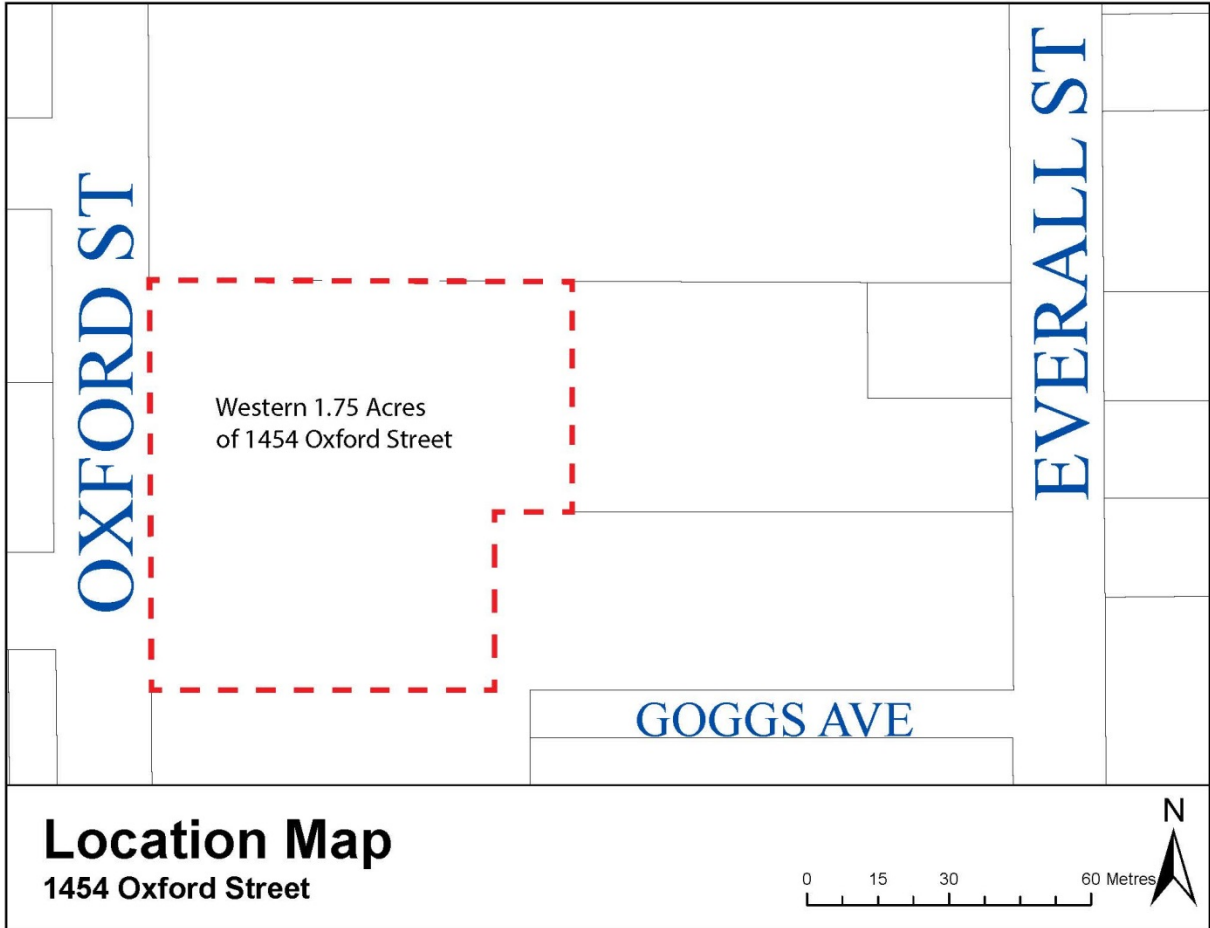 OXFORD ST
EVERALL ST
Western 1.75 Acres
of 1454 Oxford Street
GOGGS AVE
Location Map
1454 Oxford Street
0 15 30 60 Metres
N